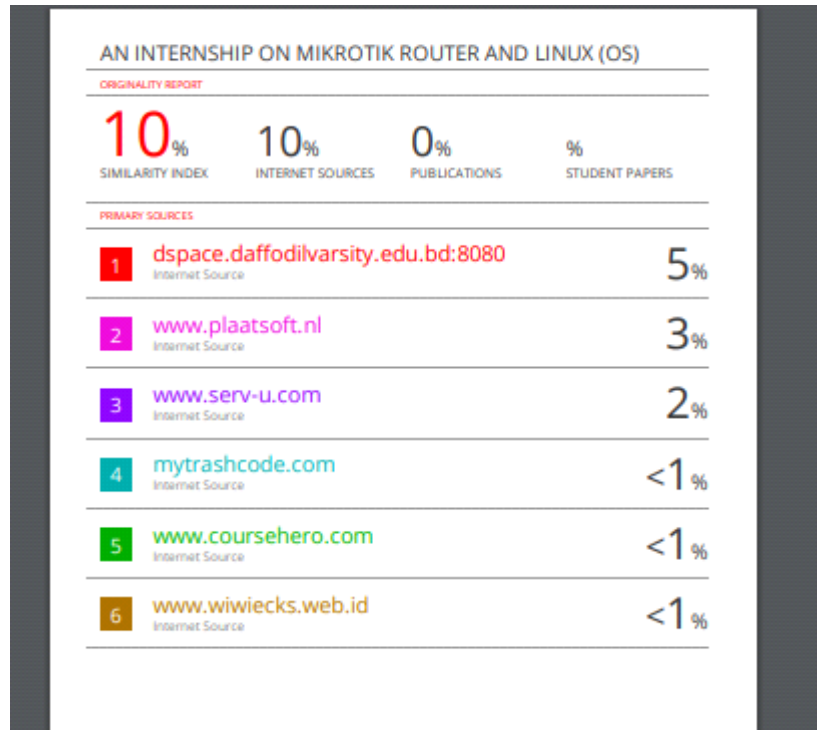 AN INTERNSHIP ON MIKROTIK ROUTER AND LINUX (OS)
ORIGINALITY REPORT
10% 10% 0% %
SIMILARITY INDEX INTERNET SOURCES PUBLICATIONS STUDENT PAPERS
PRIMARY SOURCES
1 dspace.daffodilvarsity.edu.bd:8080 5%
Internet Source
2 www.plaatsoft.nl 3%
Internet Source
3 www.serv-u.com 2%
Internet Source
4 mytrashcode.com <1%
Internet Source
5 www.coursehero.com <1%
Internet Source
6 www.wiwiecks.web.id <1%
Internet Source